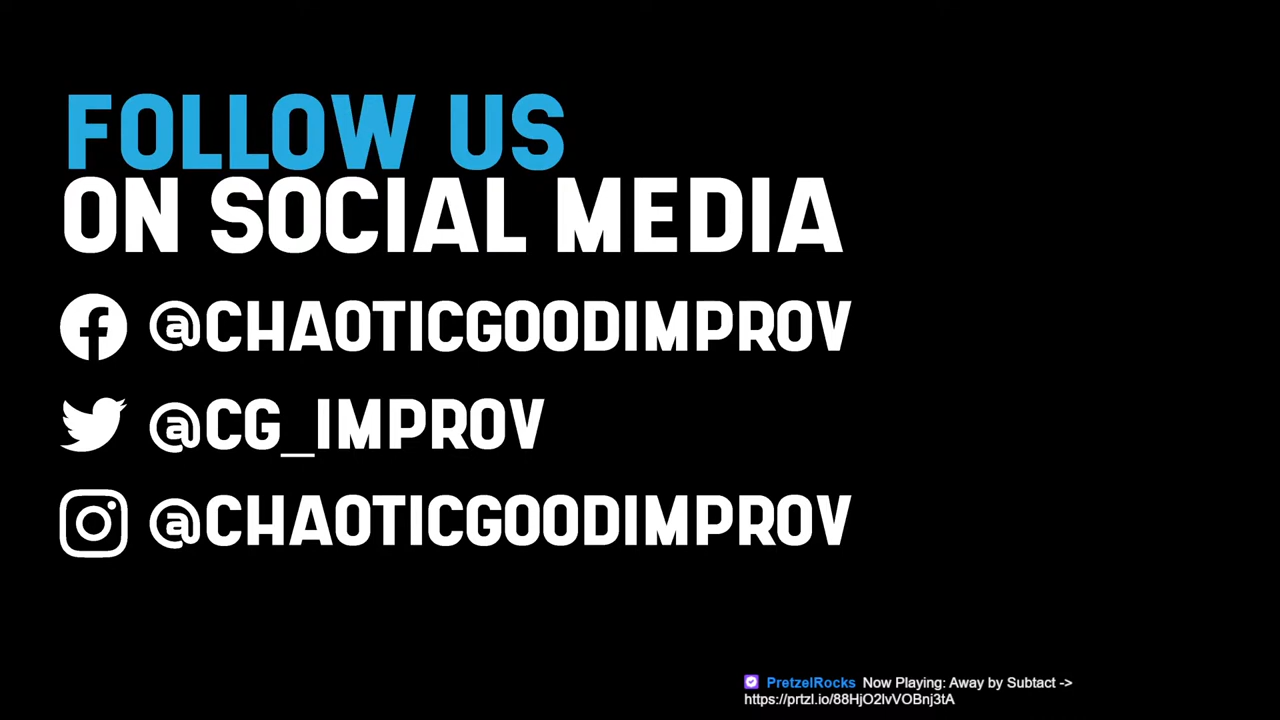 FOLLOW US
ON SOCIAL MEDIA
@CHAOTICGOODIMPROV
@CG_IMPROV
@CHAOTICGOODIMPROV
PretzelRocks Now Playing: Away by Subtact ->
https://prtzl.io/88HjO2lvVOBnj3tA